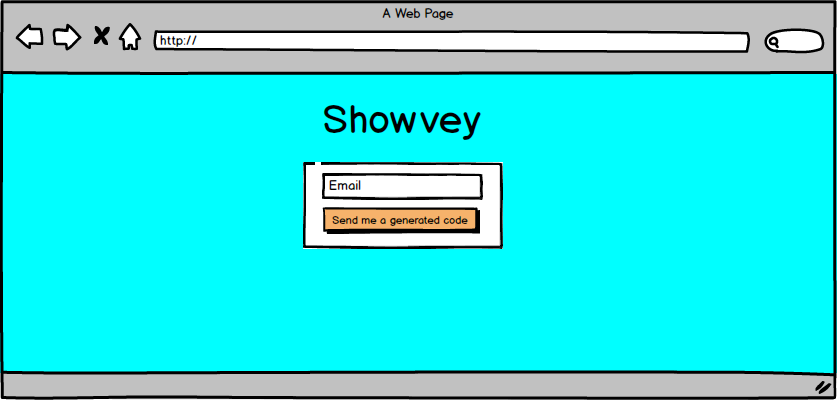 A Web Page
http://
Showvey
Email
Send me a generated code